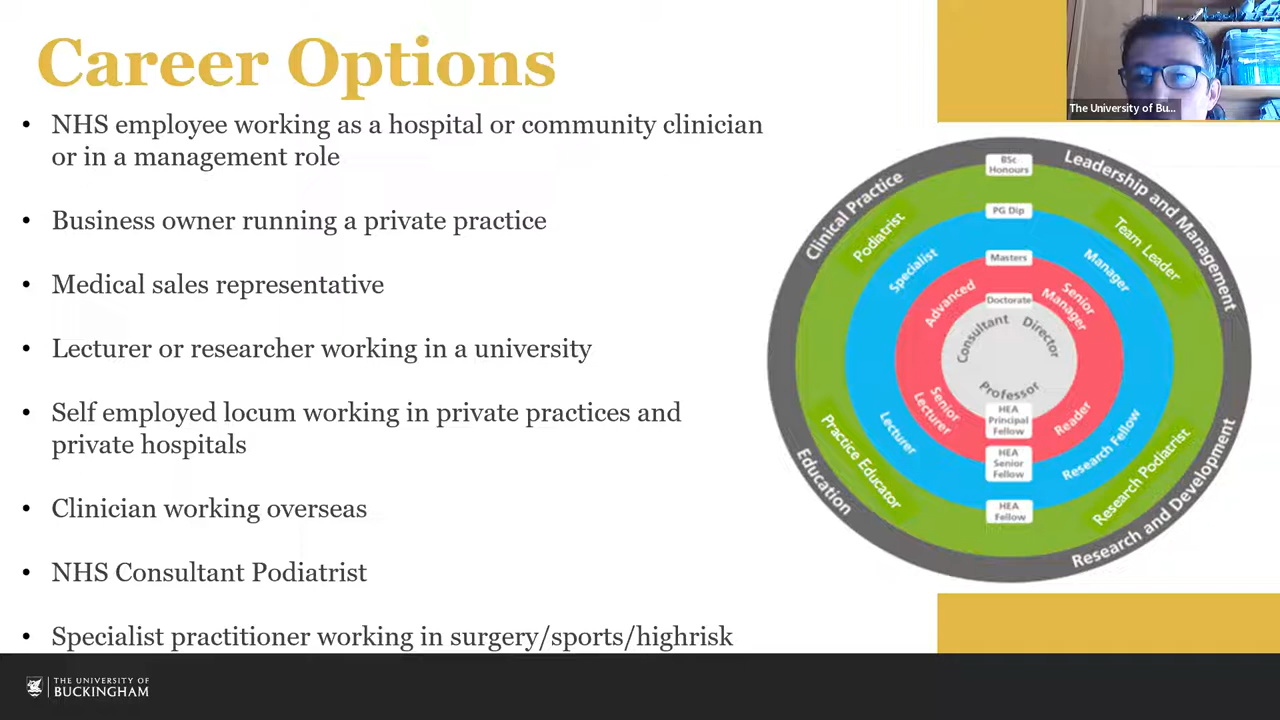 Career Options
• NHS employee working as a hospital or community clinician
or in a management role
• Business owner running a private practice
• Medical sales representative
• Lecturer or researcher working in a university
• Self employed locum working in private practices and
private hospitals
• Clinician working overseas
• NHS Consultant Podiatrist
• Specialist practitioner working in surgery/sports/highrisk
The University of Bu...
Clinical Practice
Leadership and Management
Education
Research and Development
BSc
Honours
PG Dip
Masters
Doctorate
Podiatrist
Team Leader
Specialist
Manager
Advanced
Senior
Manager
Consultant
Director
Professor
Senior
Lecturer
Reader
Lecturer
Research Fellow
Practice Educator
Research Podiatrist
HEA
Principal
Fellow
HEA
Senior
Fellow
HEA
Fellow
THE UNIVERSITY OF
BUCKINGHAM